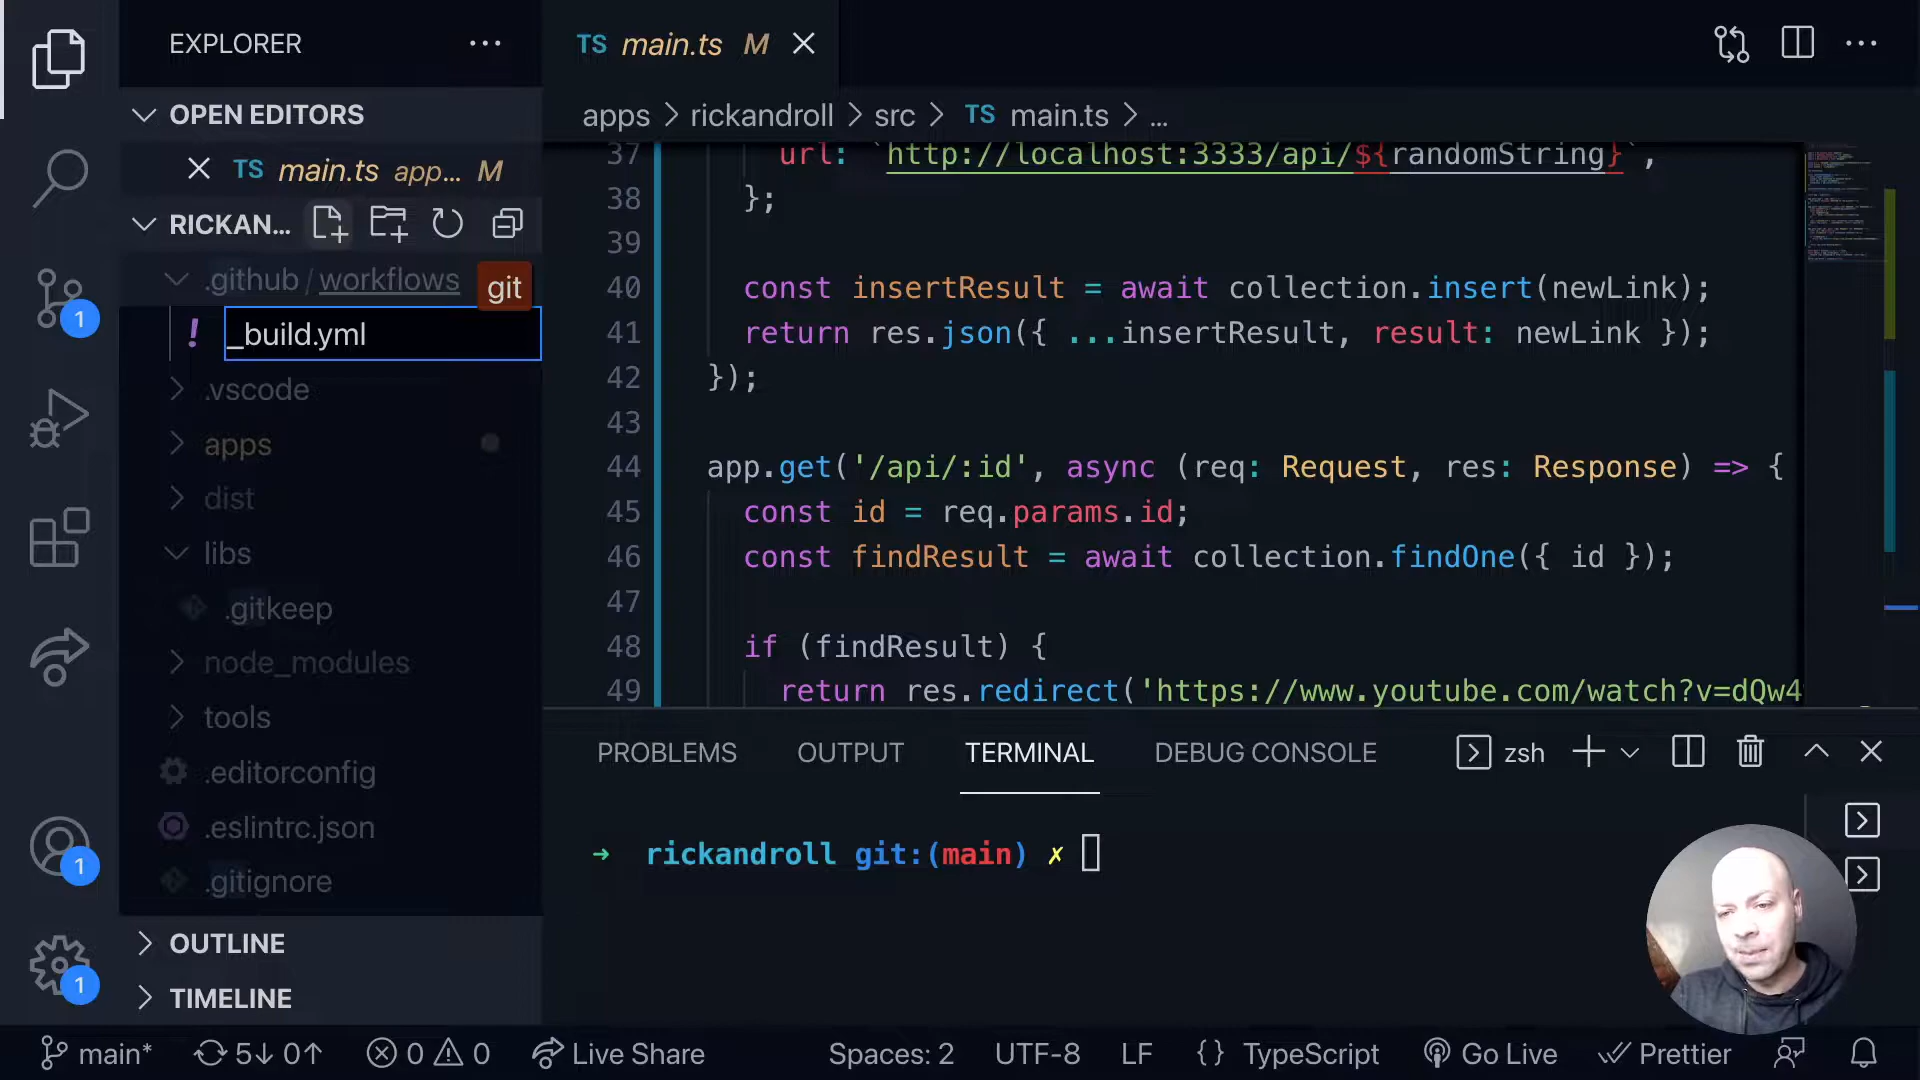 EXPLORER
TS main.ts M
OPEN EDITORS
TS main.ts app... M
RICKAN...
.github / workflows
git
! _build.yml
.vscode
apps
dist
libs
.gitkeep
node_modules
tools
.editorconfig
.eslintrc.json
.gitignore
OUTLINE
TIMELINE
apps > rickandroll > src > TS main.ts > ...
37 url: `http://localhost:3333/api/${randomString}`,
38 };
39
40 const insertResult = await collection.insert(newLink);
41 return res.json({ ...insertResult, result: newLink });
42 });
43
44 app.get('/api/:id', async (req: Request, res: Response) => {
45 const id = req.params.id;
46 const findResult = await collection.findOne({ id });
47
48 if (findResult) {
49 return res.redirect('https://www.youtube.com/watch?v=dQw4
PROBLEMS OUTPUT TERMINAL DEBUG CONSOLE zsh
→ rickandroll git:(main) ✗
1
1
1
main* 5↓ 0↑ 0 0 Live Share Spaces: 2 UTF-8 LF {} TypeScript Go Live Prettier